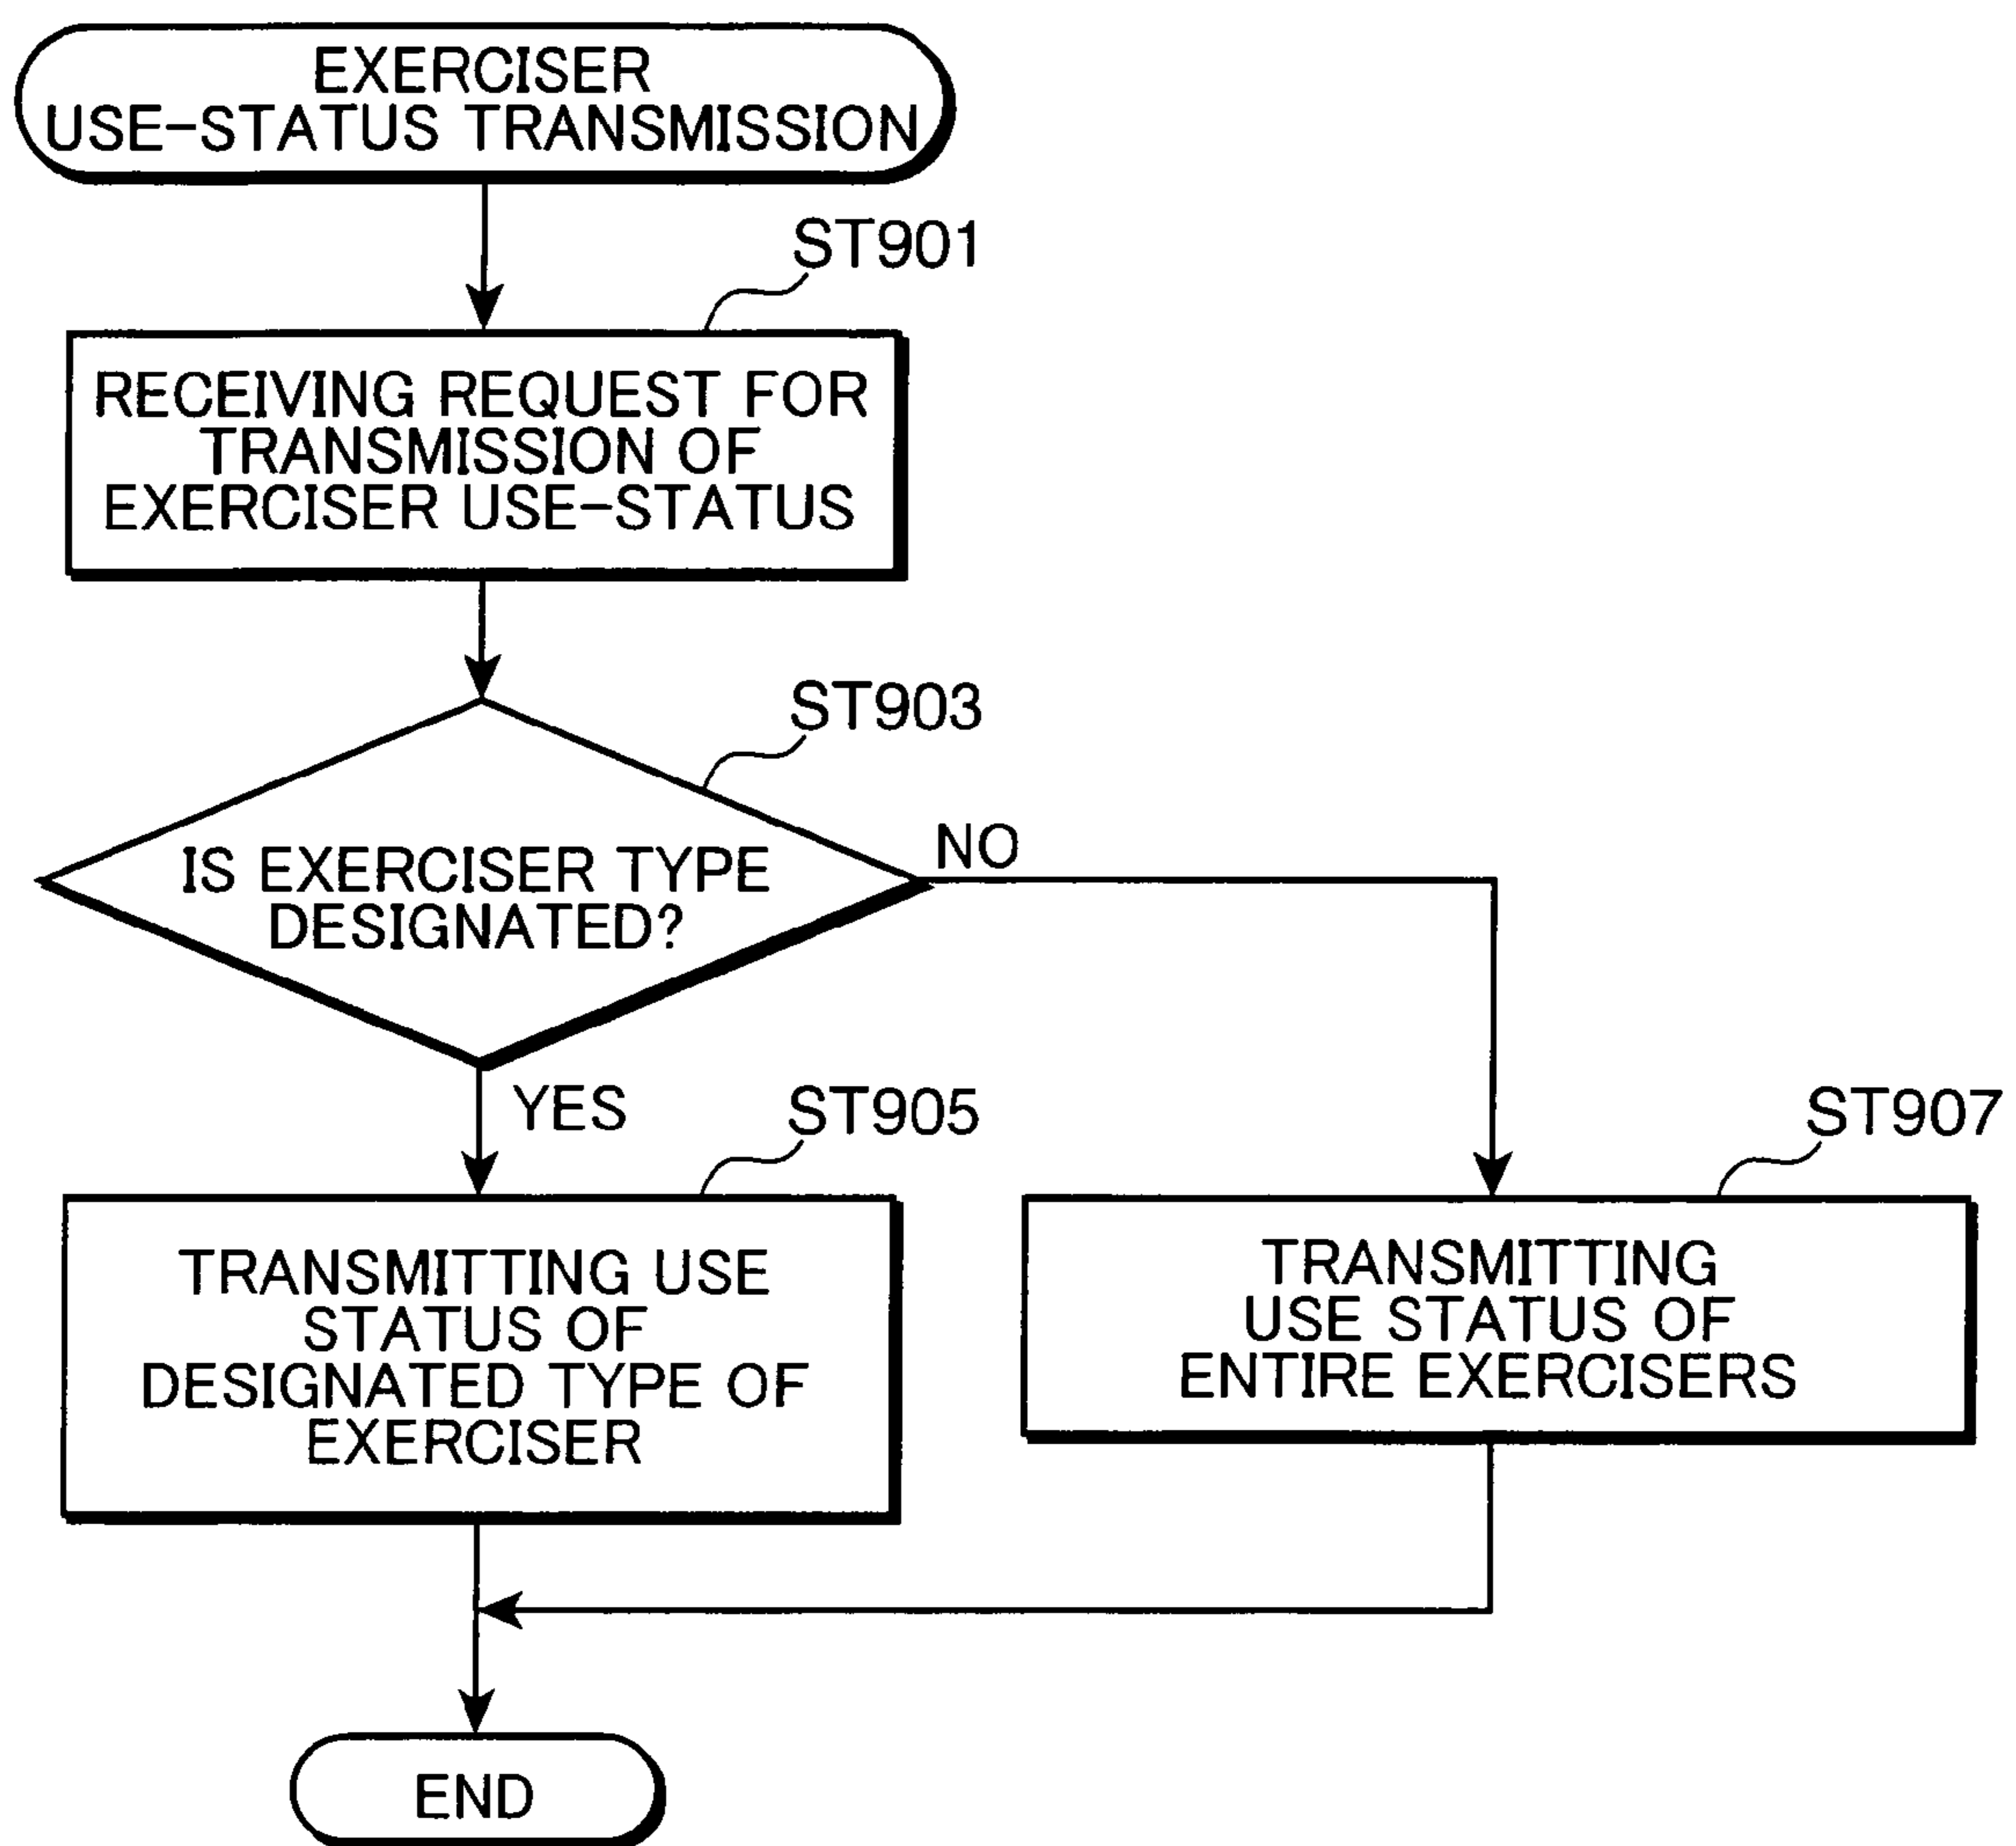 EXERCISER
USE-STATUS TRANSMISSION
ST901
RECEIVING REQUEST FOR
TRANSMISSION OF
EXERCISER USE-STATUS
ST903
IS EXERCISER TYPE
DESIGNATED?
NO
YES
ST905
TRANSMITTING USE
STATUS OF
DESIGNATED TYPE OF
EXERCISER
ST907
TRANSMITTING
USE STATUS OF
ENTIRE EXERCISERS
END